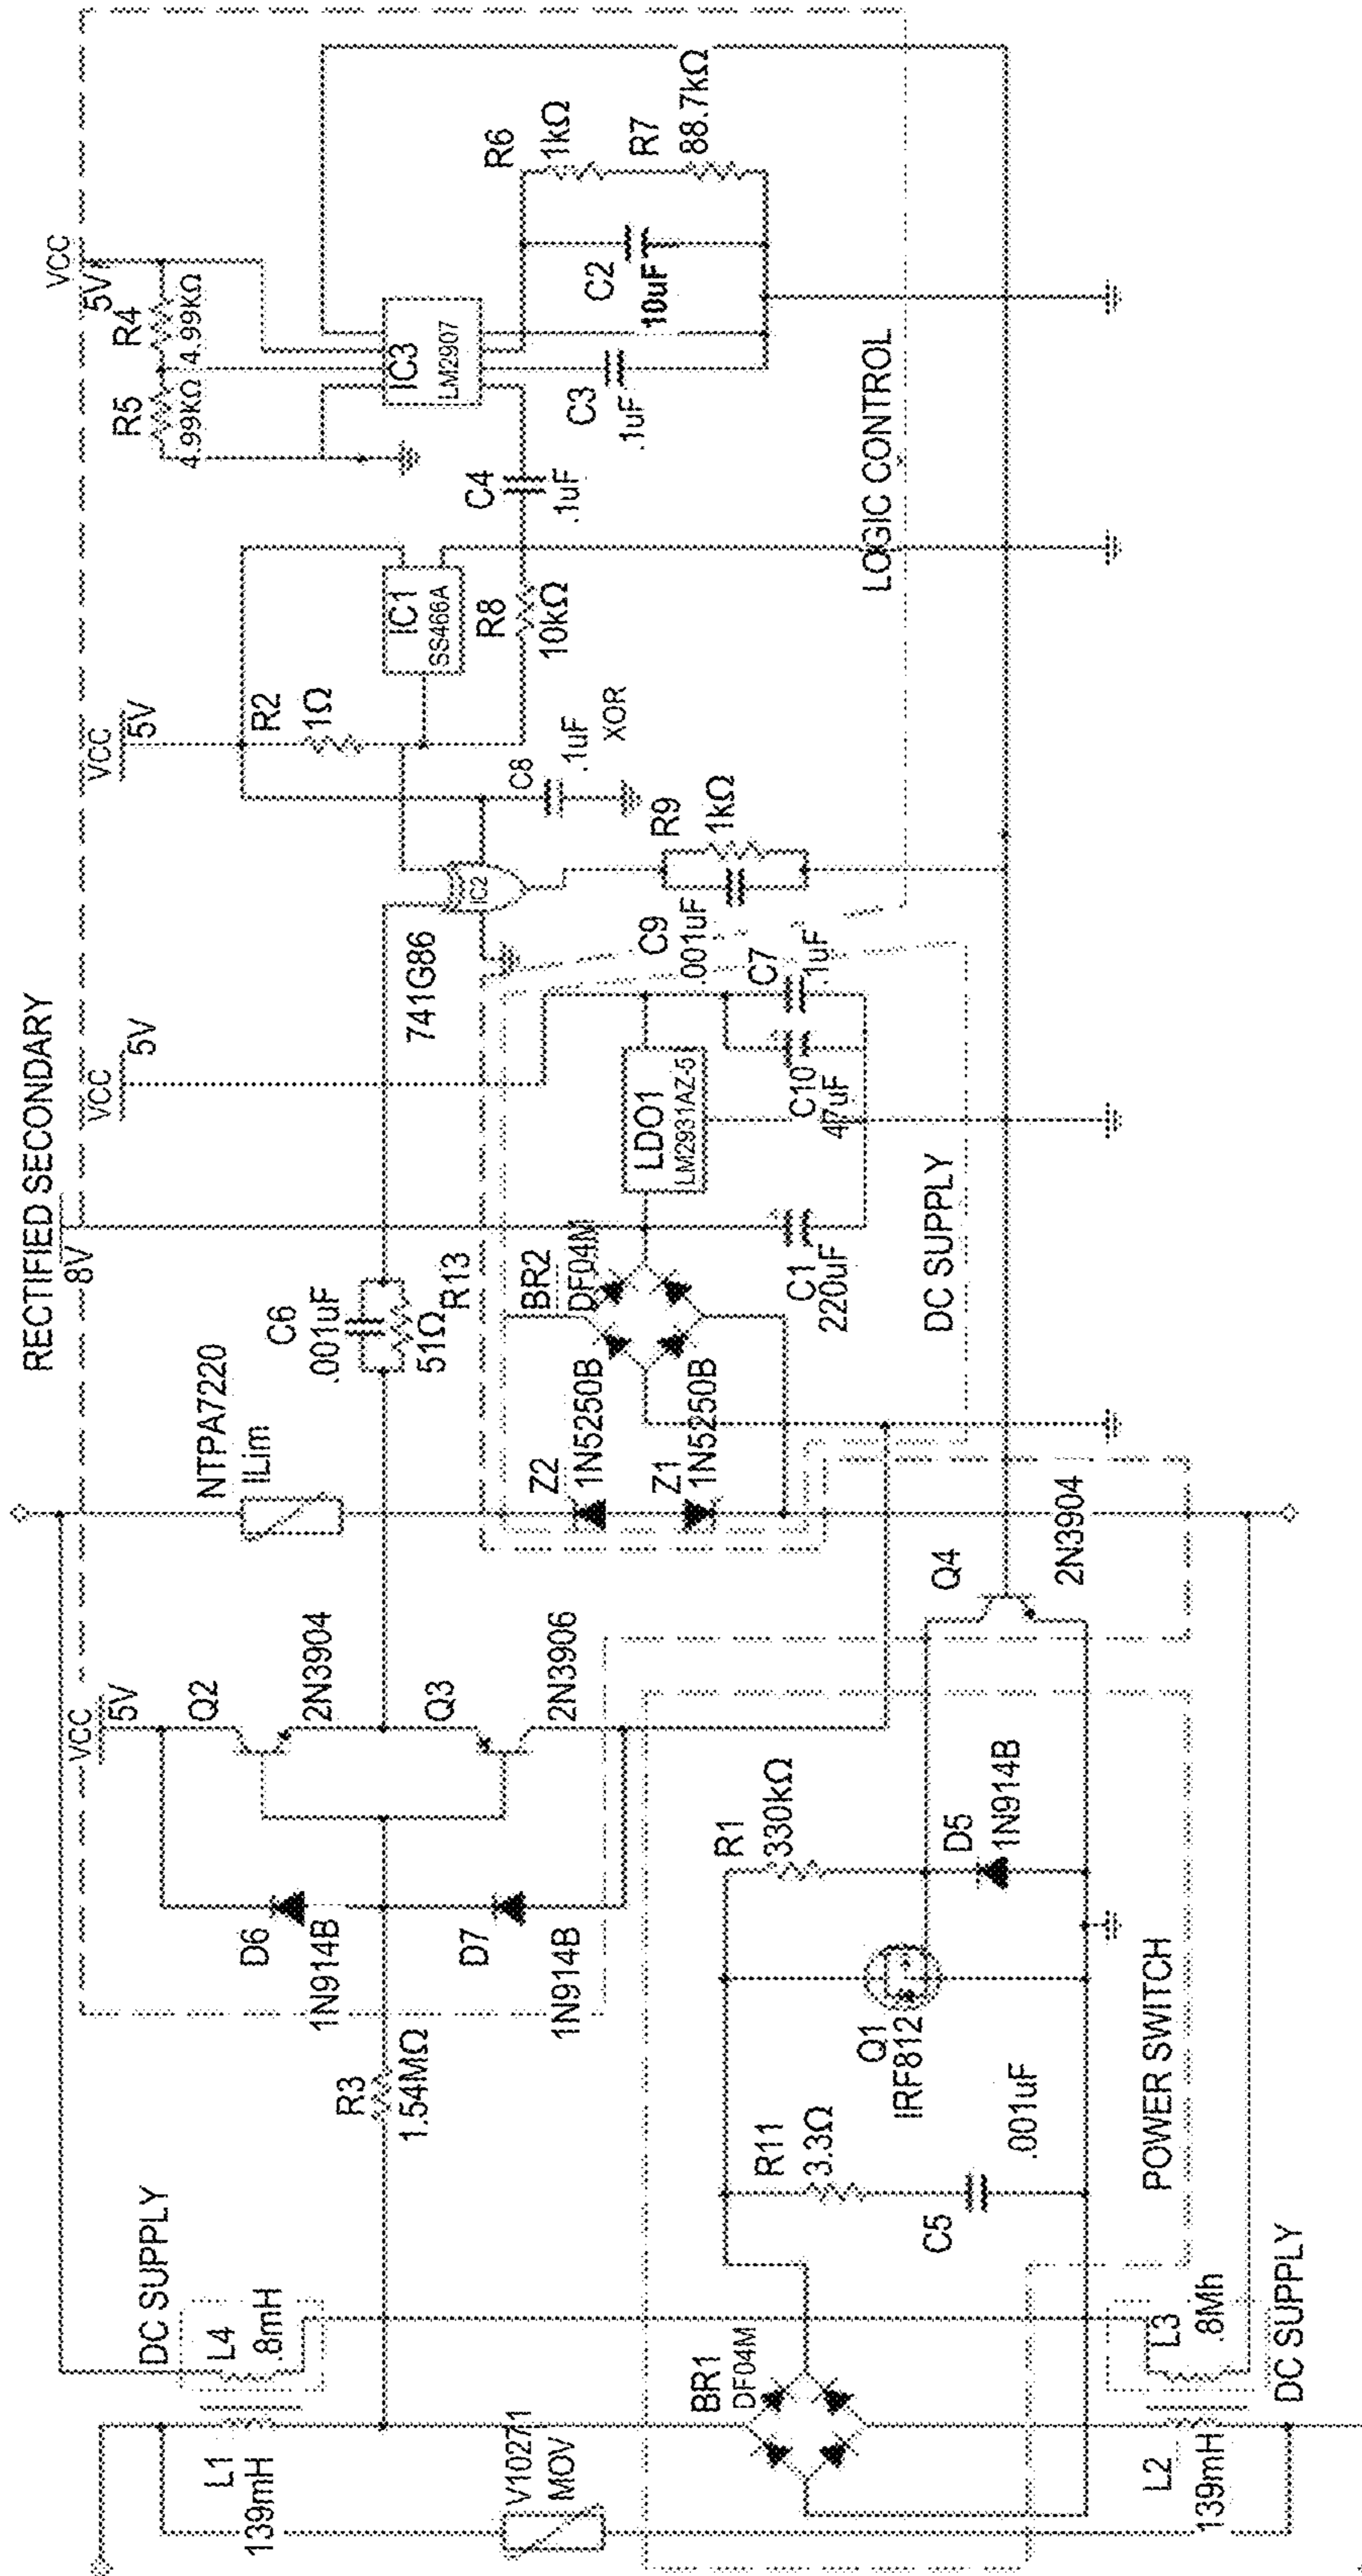 RECTIFIED SECONDARY
8V
VCC
5V
VCC
5V
VCC
5V
VCC
5V
DC SUPPLY
L4
.8mH
L1
139mH
V10271
MOV
R3
1.54MΩ
D6
1N914B
D7
1N914B
Q2
2N3904
Q3
2N3906
NTPA7220
ILim
C6
.001uF
51Ω
R13
741G86
IC2
R2
1Ω
IC1
SS466A
R8
10kΩ
C8
.1uF
XOR
C4
.1uF
R5
4.99KΩ
R4
4.99KΩ
IC3
LM2907
C3
.1uF
C2
10uF
R6
1kΩ
R7
88.7kΩ
LOGIC CONTROL
R9
1kΩ
C9
.001uF
C7
.1uF
C10
47uF
LDO1
LM2931AZ-5
BR2
DF04M
C1
220uF
DC SUPPLY
Z2
1N5250B
Z1
1N5250B
Q4
2N3904
R1
330kΩ
D5
1N914B
Q1
IRF812
R11
3.3Ω
C5
.001uF
POWER SWITCH
BR1
DF04M
L3
.8Mh
L2
139mH
DC SUPPLY